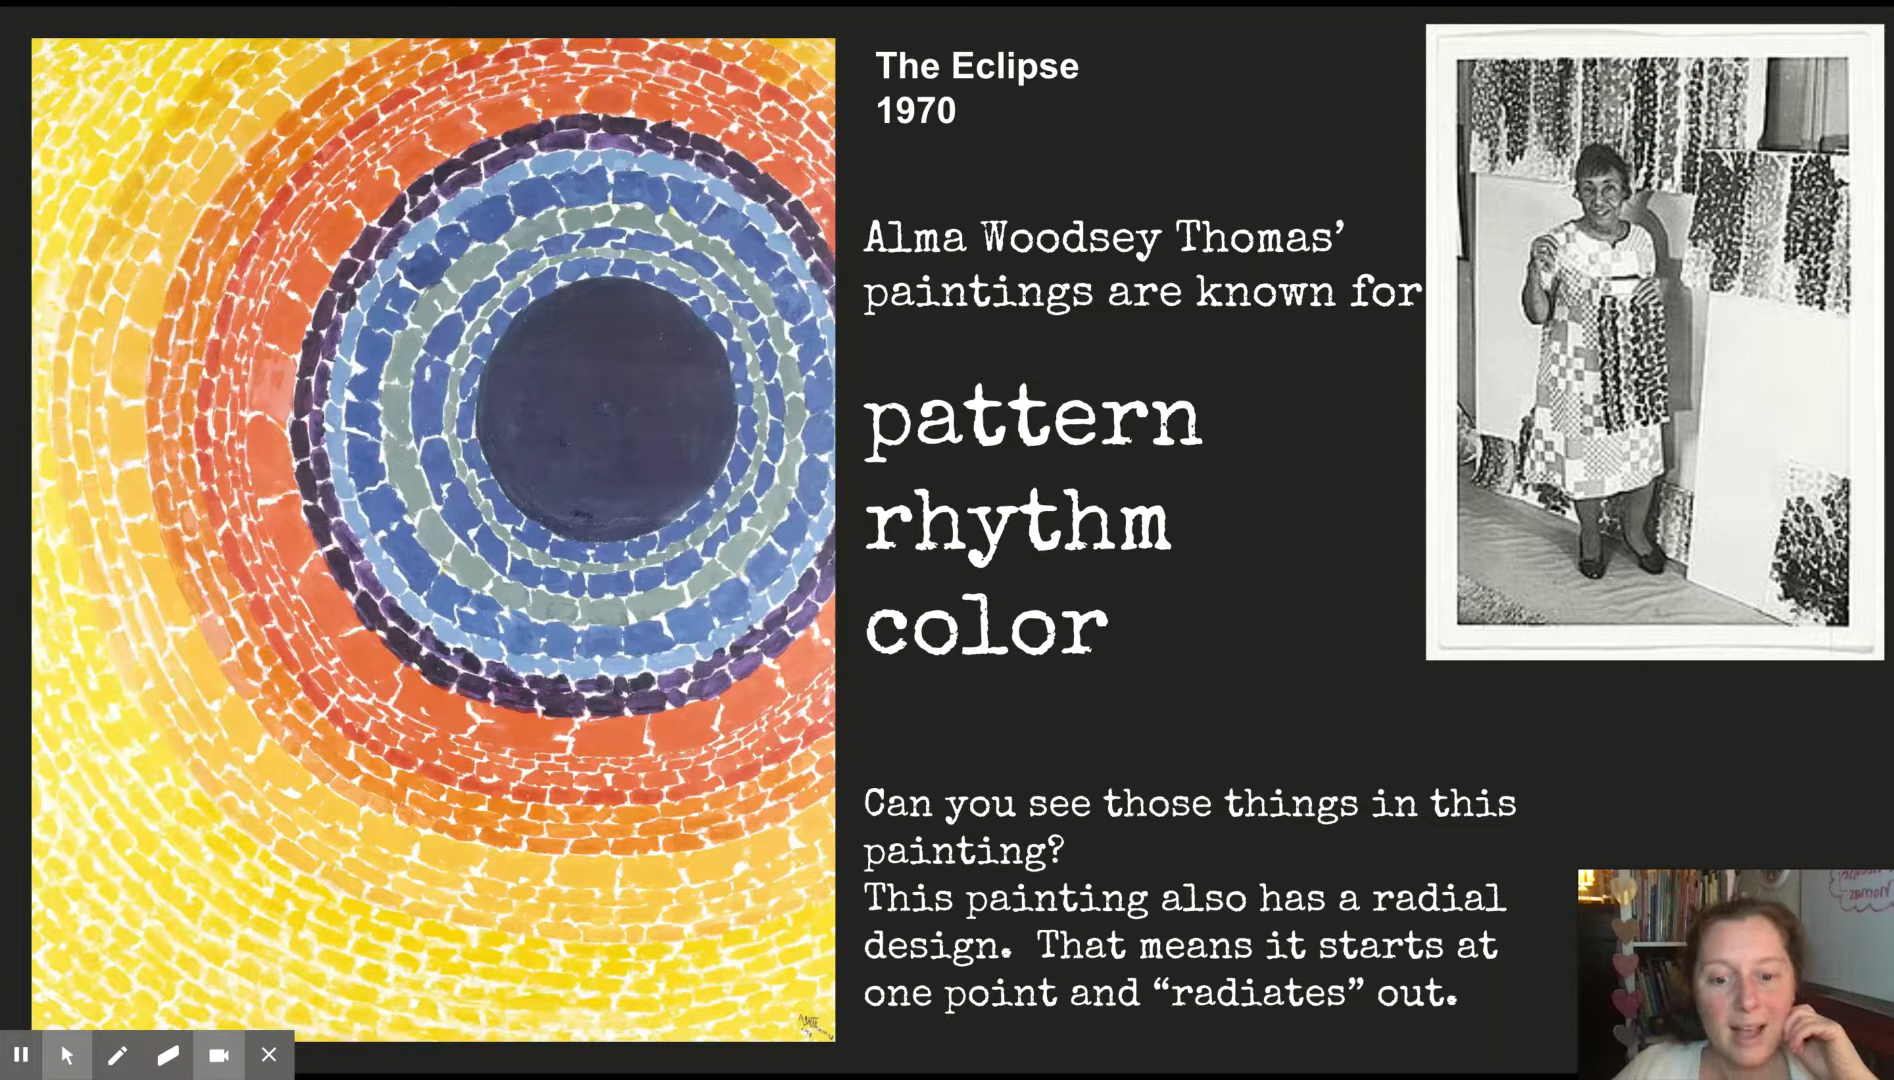 The Eclipse
1970
Alma Woodsey Thomas’
paintings are known for
pattern
rhythm
color
Can you see those things in this
painting?
This painting also has a radial
design. That means it starts at
one point and “radiates” out.